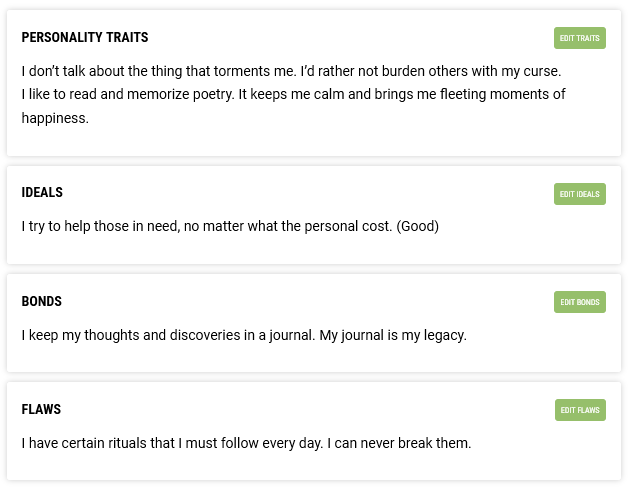 PERSONALITY TRAITS
EDIT TRAITS
I don’t talk about the thing that torments me. I’d rather not burden others with my curse.
I like to read and memorize poetry. It keeps me calm and brings me fleeting moments of
happiness.
IDEALS
EDIT IDEALS
I try to help those in need, no matter what the personal cost. (Good)
BONDS
EDIT BONDS
I keep my thoughts and discoveries in a journal. My journal is my legacy.
FLAWS
EDIT FLAWS
I have certain rituals that I must follow every day. I can never break them.